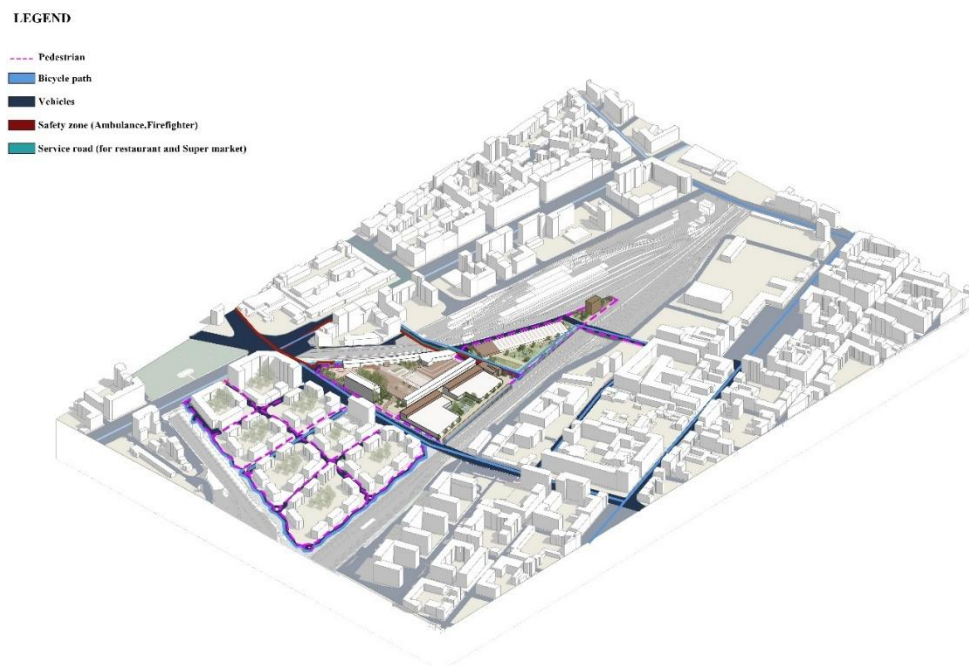 LEGEND
Pedestrian
Bicycle path
Vehicles
Safety zone (Ambulance,Firefighter)
Service road (for restaurant and Super market)